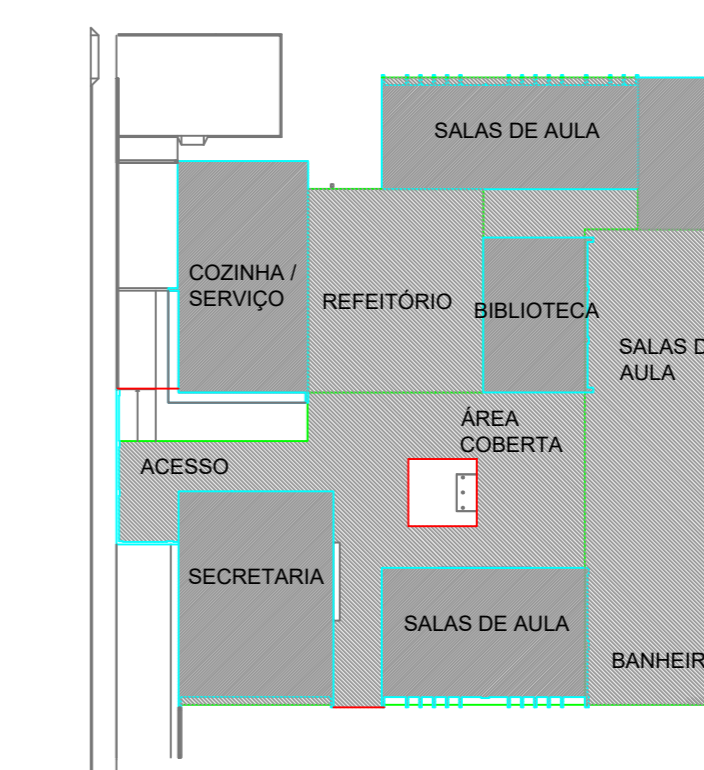 SALAS DE AULA
COZINHA /
SERVIÇO
REFEITÓRIO
BIBLIOTECA
SALAS D
AULA
ÁREA
COBERTA
ACESSO
SECRETARIA
SALAS DE AULA
BANHEIR